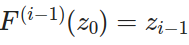 F^{(i-1)}(z_0) = z_{i-1}